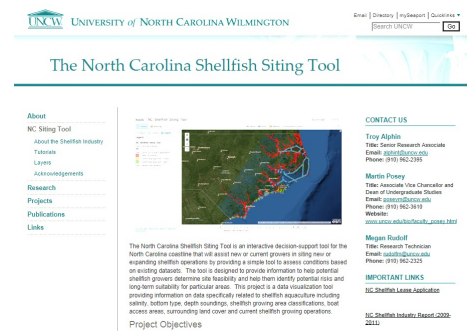 Email | Directory | mySeaport | Quicklinks
UNCW UNIVERSITY of NORTH CAROLINA WILMINGTON
Search UNCW Go
The North Carolina Shellfish Siting Tool
About
NC Siting Tool
About the Shellfish Industry
Tutorials
Layers
Acknowledgements
Research
Projects
Publications
Links
The North Carolina Shellfish Siting Tool is an interactive decision-support tool for the
North Carolina coastline that will assist new or current growers in siting new or
expanding shellfish operations by providing a simple tool to assess conditions based
on existing datasets. The tool is designed to provide information to help potential
shellfish growers determine site feasibility and help them identify potential risks and
long-term suitability for particular areas. This project is a data visualization tool
providing information on data specifically related to shellfish aquaculture including
salinity, bottom type, depth soundings, shellfish growing area classifications, boat
access areas, surrounding land cover and current shellfish growing operations.
Project Objectives
CONTACT US
Troy Alphin
Title: Senior Research Associate
Email: alphint@uncw.edu
Phone: (910) 962-2395
Martin Posey
Title: Associate Vice Chancellor and
Dean of Undergraduate Studies
Email: poseym@uncw.edu
Phone: (910) 962-3610
Website:
www.uncw.edu/bio/faculty_posey.html
Megan Rudolf
Title: Research Technician
Email: rudolfm@uncw.edu
Phone: (910) 962-2325
IMPORTANT LINKS
NC Shellfish Lease Application
NC Shellfish Industry Report (2009-
2011)